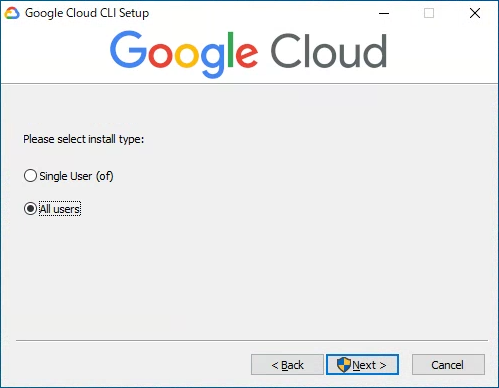 Google Cloud CLI Setup
Google Cloud
Please select install type:
Single User (of)
All users
< Back
Next >
Cancel